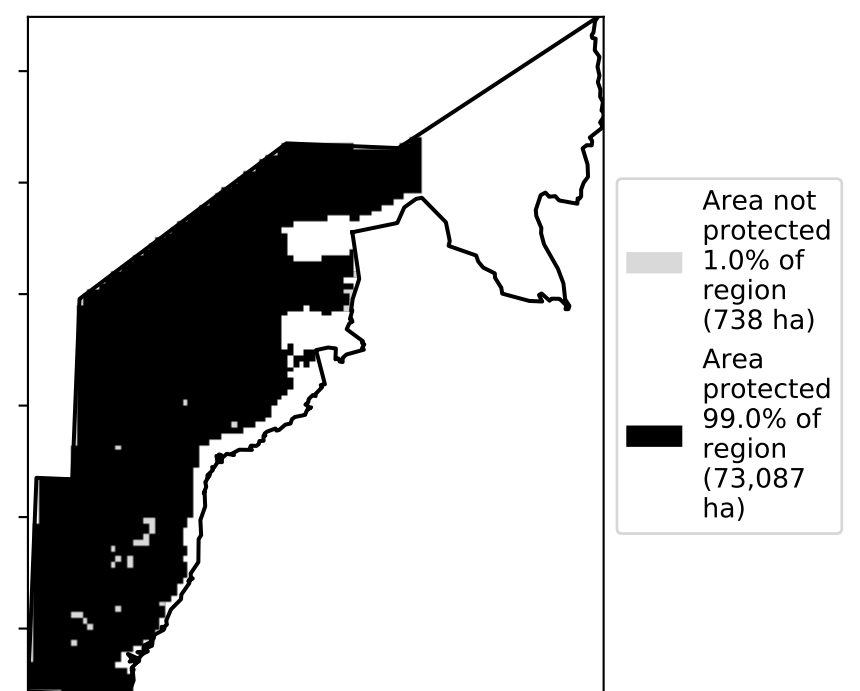 Area not
protected
1.0% of
region
(738 ha)
Area
protected
99.0% of
region
(73,087
ha)